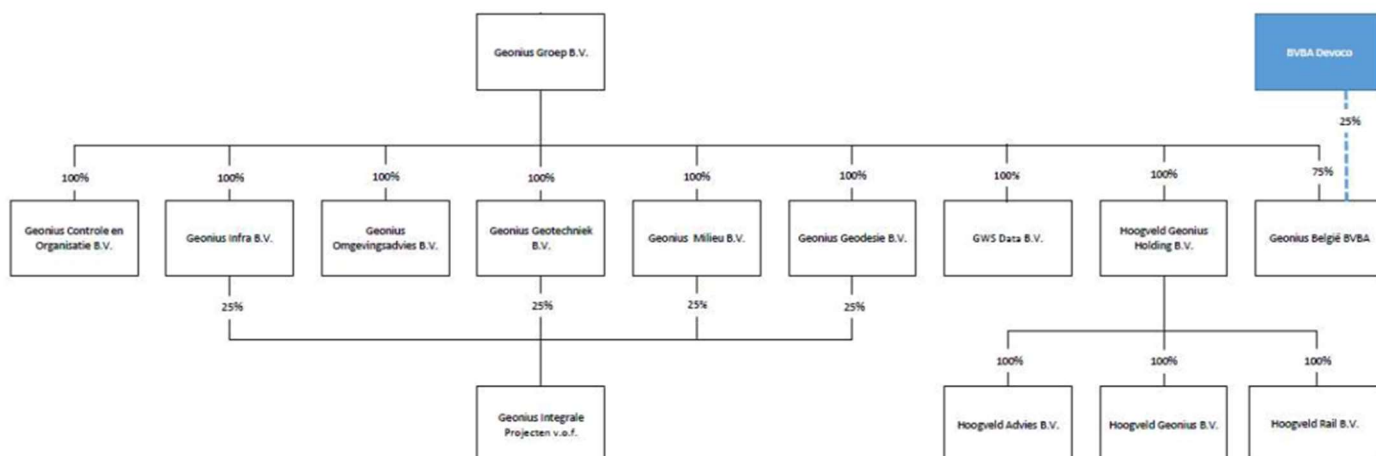 Geonius Groep B.V.
BVBA Devoco
25%
100%
100%
100%
100%
100%
100%
100%
100%
75%
Geonius Controle en
Organisatie B.V.
Geonius Infra B.V.
Geonius
Omgevingsadvies B.V.
Geonius Geotechniek
B.V.
Geonius Milieu B.V.
Geonius Geodesie B.V.
GWS Data B.V.
Hoogveld Geonius
Holding B.V.
Geonius België BVBA
25%
25%
25%
25%
100%
100%
100%
Geonius Integrale
Projecten v.o.f.
Hoogveld Advies B.V.
Hoogveld Geonius B.V.
Hoogveld Rail B.V.